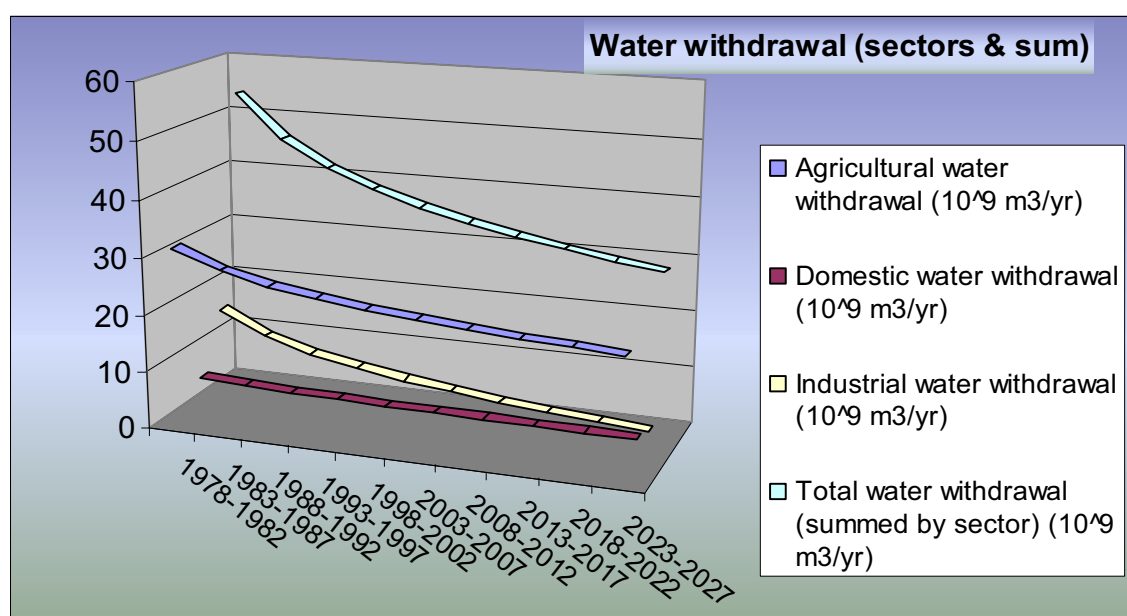 Water withdrawal (sectors & sum)
60
50
40
30
20
10
0
1978-1982
1983-1987
1988-1992
1993-1997
1998-2002
2003-2007
2008-2012
2013-2017
2018-2022
2023-2027
Agricultural water
withdrawal (10^9 m3/yr)
Domestic water withdrawal
(10^9 m3/yr)
Industrial water withdrawal
(10^9 m3/yr)
Total water withdrawal
(summed by sector) (10^9
m3/yr)